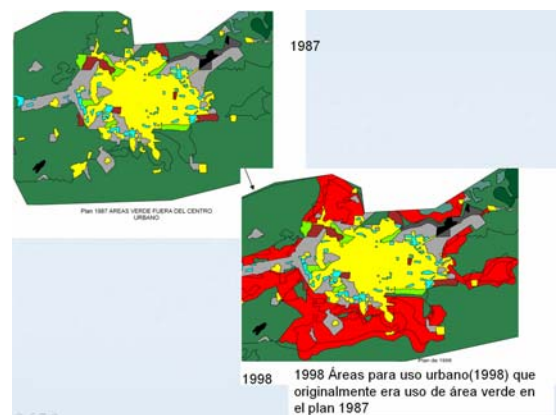 1987
Plan 1987 AREAS VERDE FUERA DEL CENTRO
URBANO
Plan de 1998
1998
1998 Áreas para uso urbano(1998) que
originalmente era uso de área verde en
el plan 1987